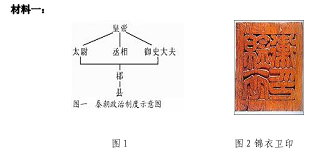 材料一：
皇帝
太尉 丞相 御史大夫
郡
县
图一 秦朝政治制度示意图
图1
图2 锦衣卫印